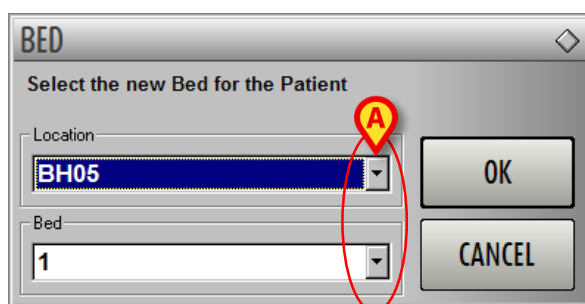 BED
Select the new Bed for the Patient
A
Location
BH05
OK
Bed
1
CANCEL